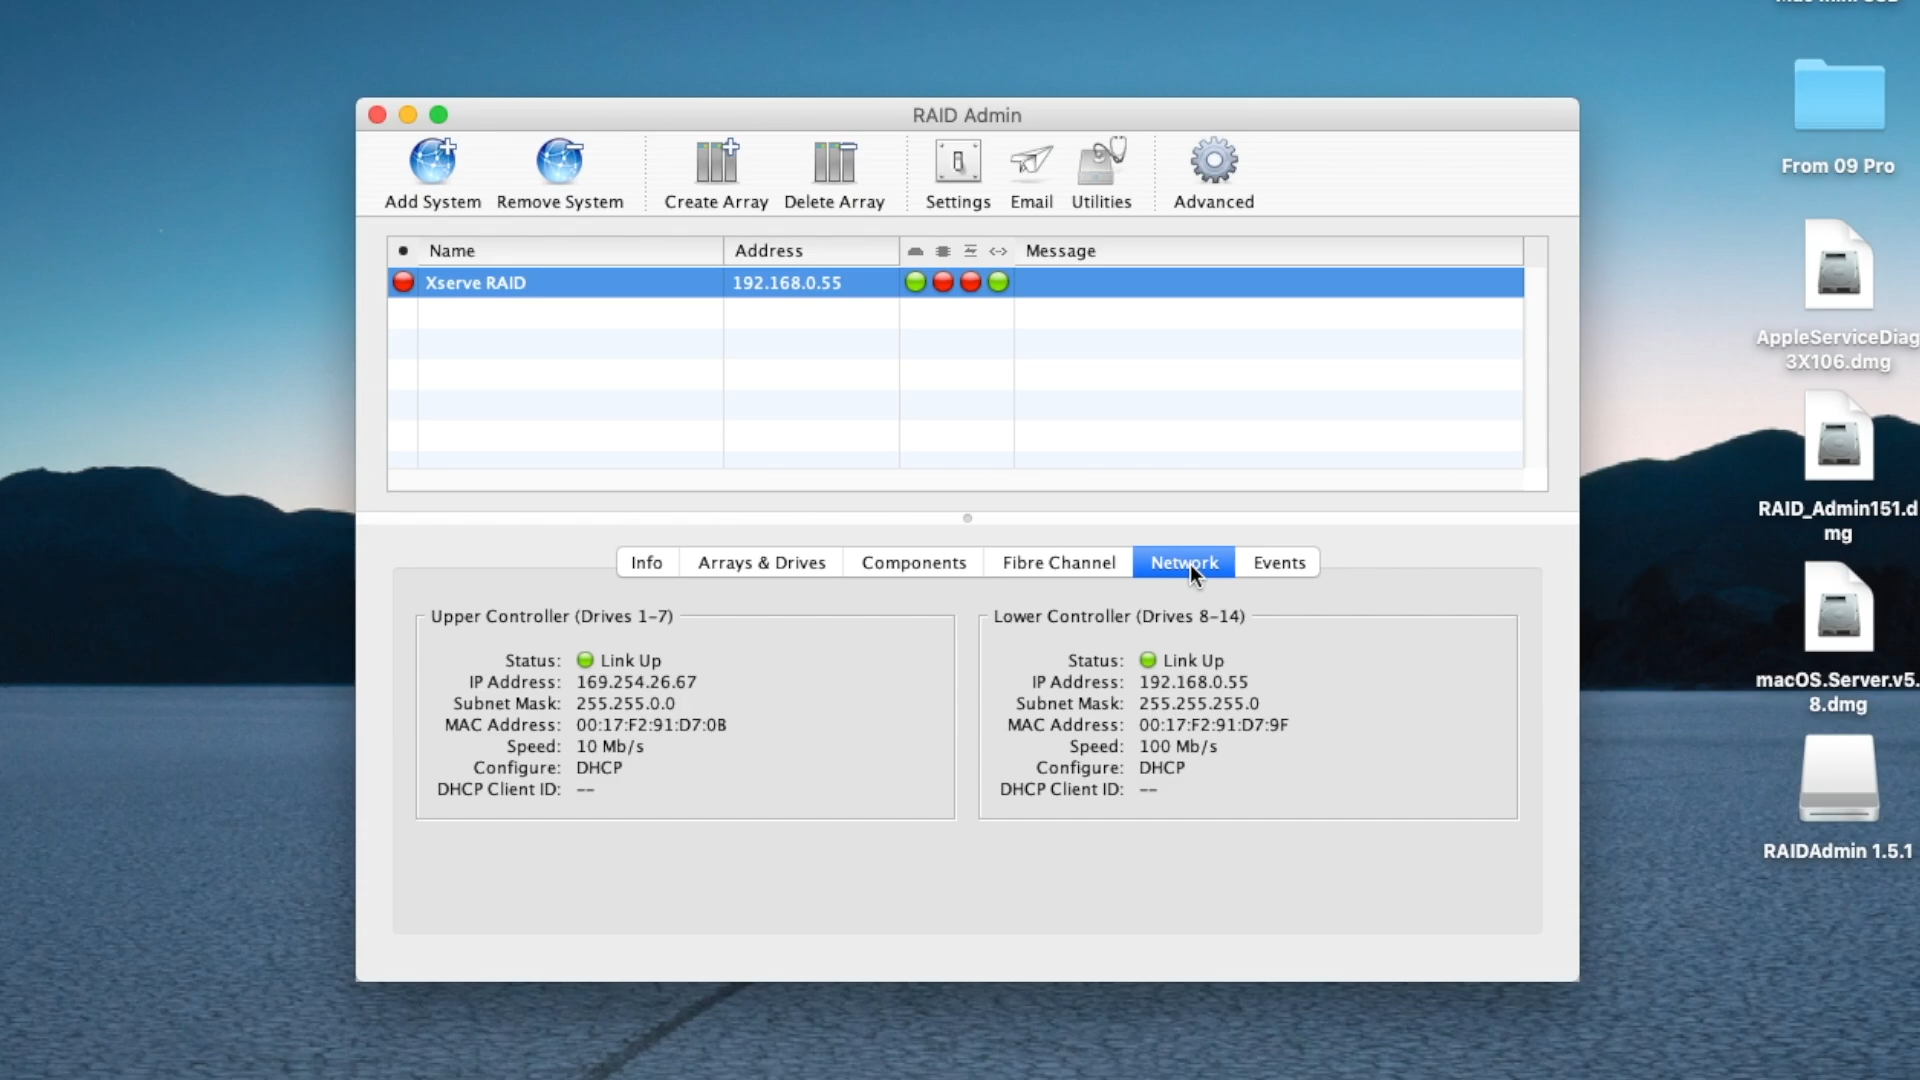 RAID Admin
Add System
Remove System
Create Array
Delete Array
Settings
Email
Utilities
Advanced
Name
Address
Message
Xserve RAID
192.168.0.55
Info
Arrays & Drives
Components
Fibre Channel
Network
Events
Upper Controller (Drives 1-7)
Status: Link Up
IP Address: 169.254.26.67
Subnet Mask: 255.255.0.0
MAC Address: 00:17:F2:91:D7:0B
Speed: 10 Mb/s
Configure: DHCP
DHCP Client ID: --
Lower Controller (Drives 8-14)
Status: Link Up
IP Address: 192.168.0.55
Subnet Mask: 255.255.255.0
MAC Address: 00:17:F2:91:D7:9F
Speed: 100 Mb/s
Configure: DHCP
DHCP Client ID: --
From 09 Pro
AppleServiceDiag
3X106.dmg
RAID_Admin151.d
mg
macOS.Server.v5.
8.dmg
RAIDAdmin 1.5.1